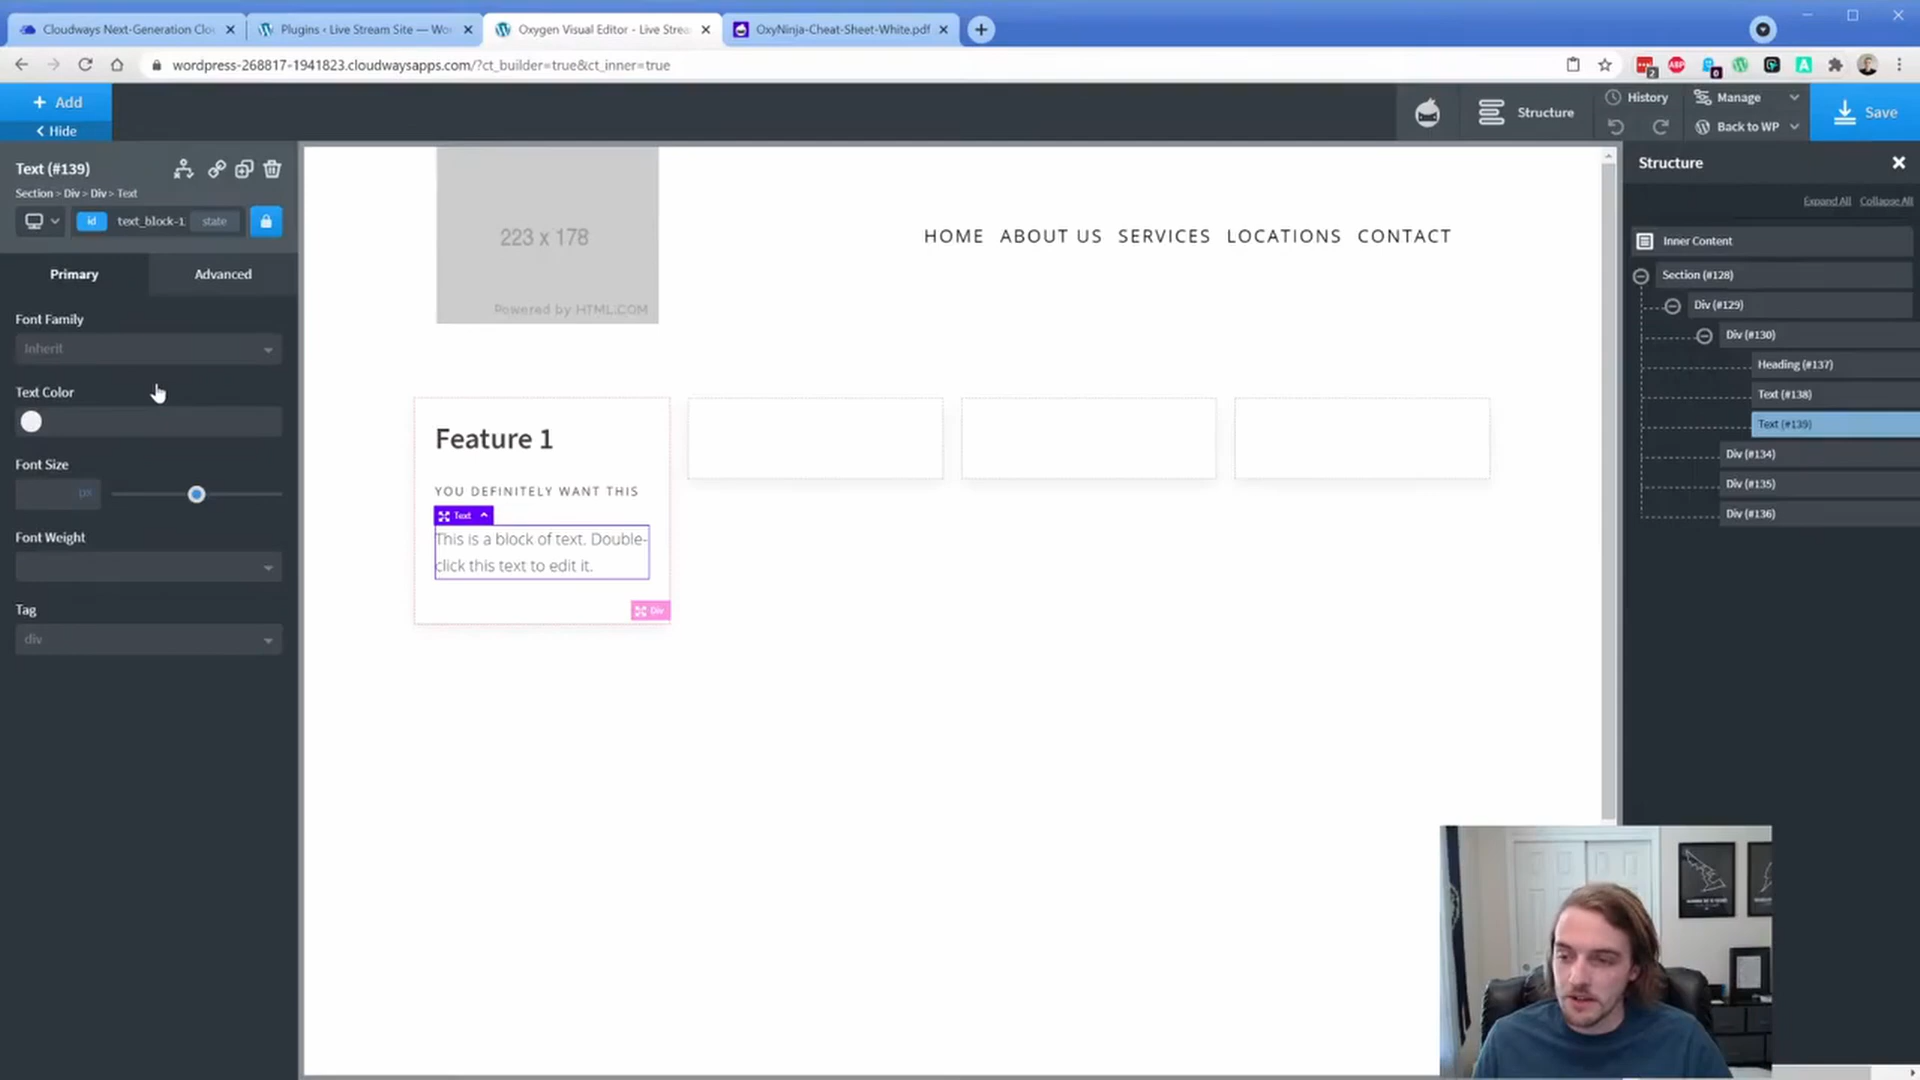 Cloudways Next-Generation Clo
Plugins ‹ Live Stream Site — Wo
Oxygen Visual Editor - Live Strea
OxyNinja-Cheat-Sheet-White.pdf
wordpress-268817-1941823.cloudwaysapps.com/?ct_builder=true&ct_inner=true
+ Add
Hide
Structure
History
Manage
Back to WP
Save
Text (#139)
Section > Div > Div > Text
id
text_block-1
state
Primary
Advanced
Font Family
Inherit
Text Color
Font Size
px
Font Weight
Tag
div
223 x 178
Powered by HTML.COM
HOME ABOUT US SERVICES LOCATIONS CONTACT
Feature 1
YOU DEFINITELY WANT THIS
Text
This is a block of text. Double-
click this text to edit it.
Div
Structure
Expand All Collapse All
Inner Content
Section (#128)
Div (#129)
Div (#130)
Heading (#137)
Text (#138)
Text (#139)
Div (#134)
Div (#135)
Div (#136)